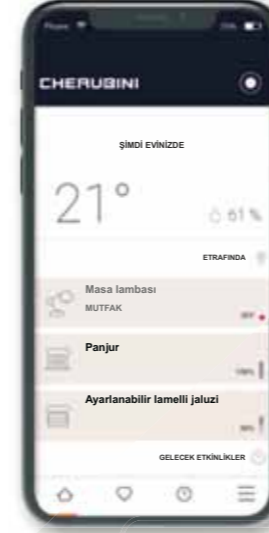 CHERUBINI
ŞİMDİ EVİNİZDE
21°
61 %
ETRAFINDA
Masa lambası
MUTFAK
Panjur
Ayarlanabilir lamelli jaluzi
GELECEK ETKİNLİKLER